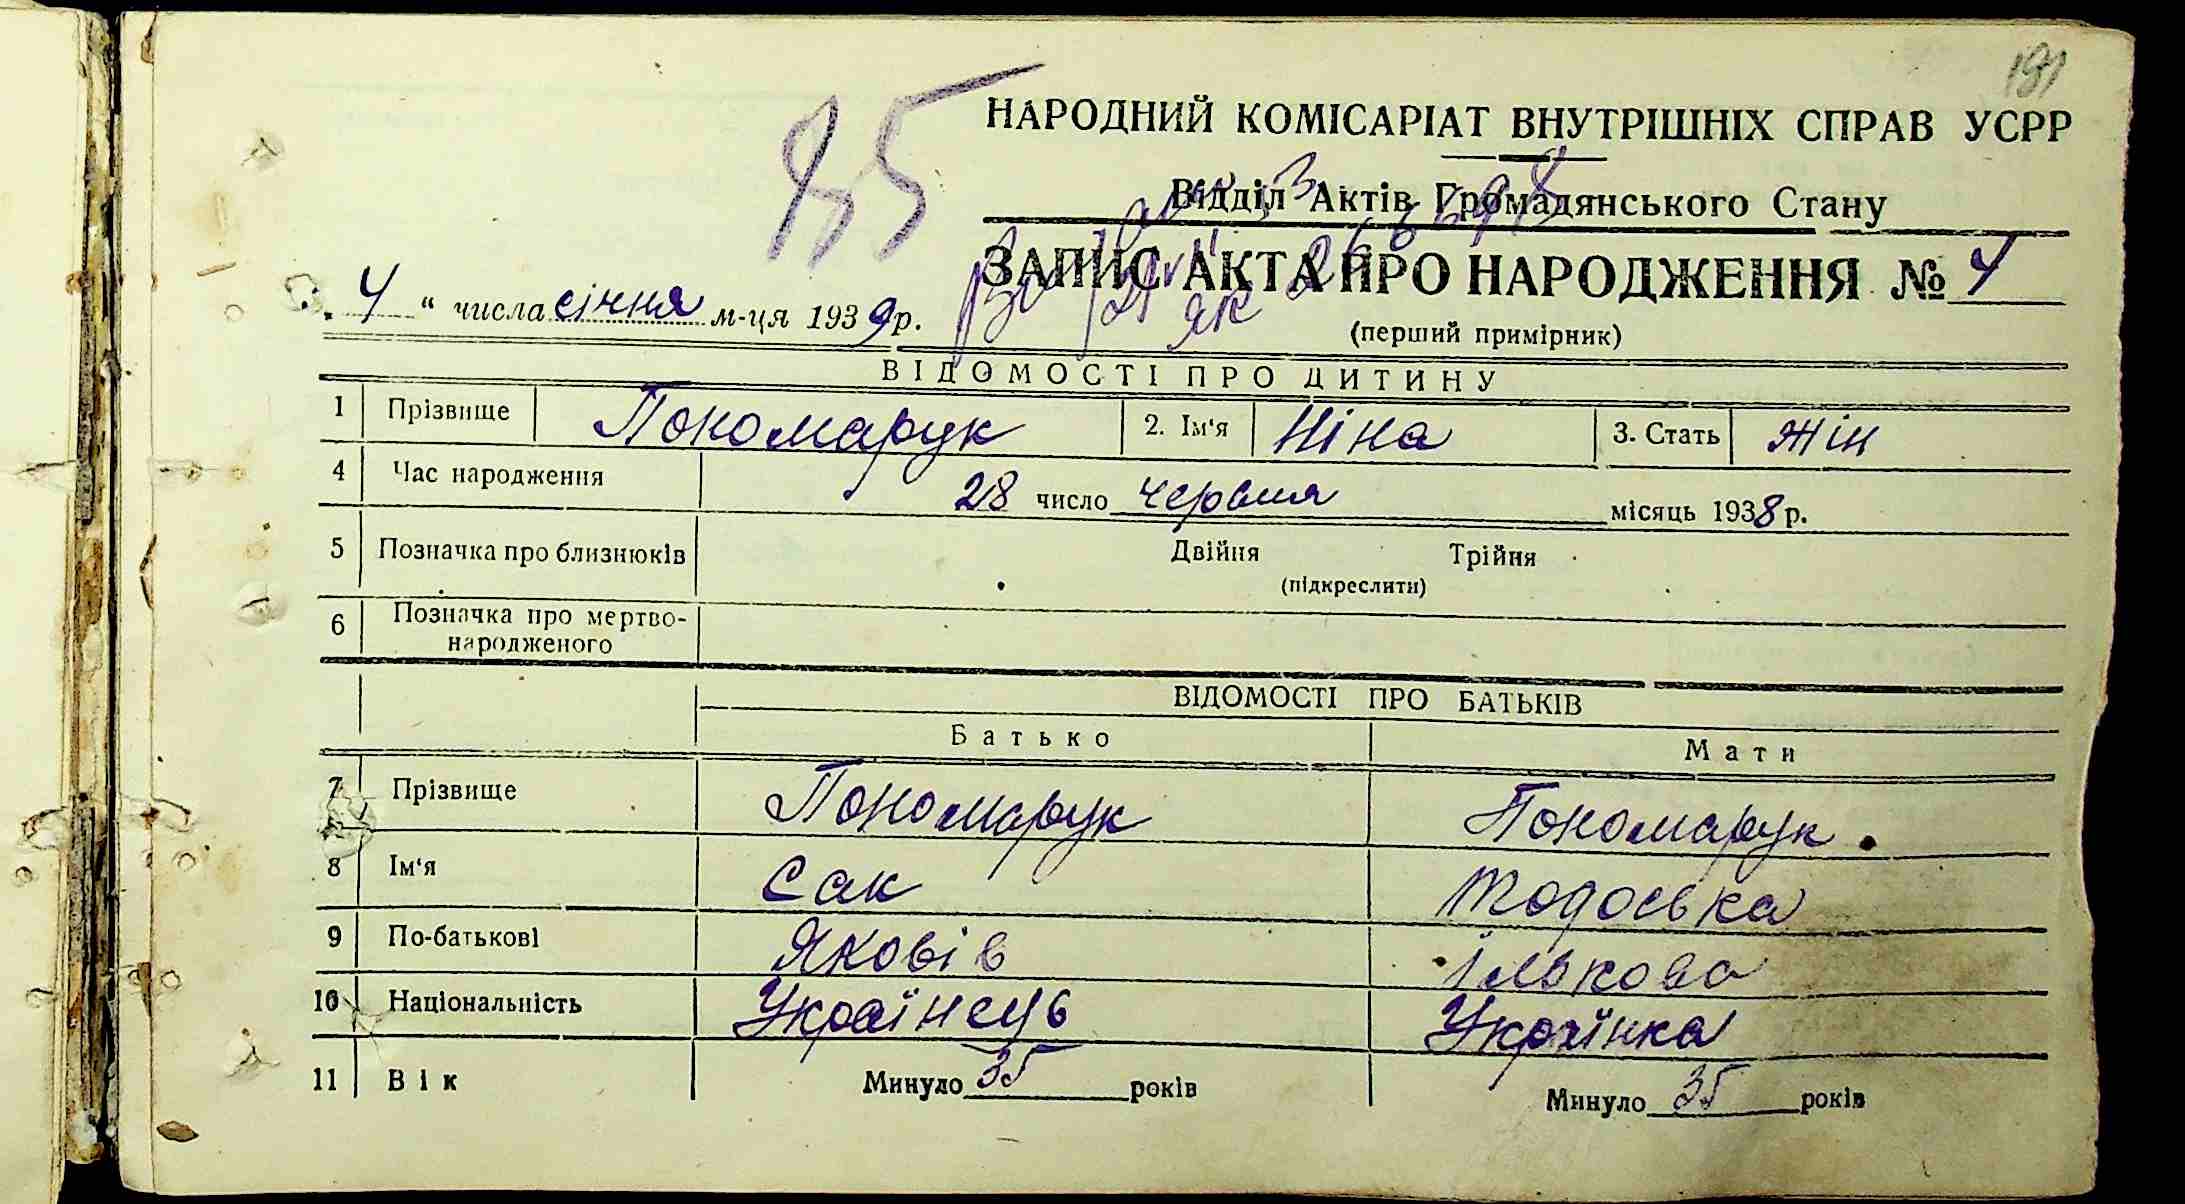 191
85
НАРОДНИЙ КОМІСАРІАТ ВНУТРІШНІХ СПРАВ УСРР
Відділ Актів Громадянського Стану
ЗАПИС АКТА ПРО НАРОДЖЕННЯ № 4
„ 4 “ числа січня м-ця 1939 р.
(перший примірник)
ВІДОМОСТІ ПРО ДИТИНУ
1 Прізвище Пономарук 2. Ім‘я Ніна 3. Стать жін
4 Час народження 28 число червня місяць 1938 р.
5 Позначка про близнюків Двійня Трійня
(підкреслити)
6 Позначка про мертво-
народженого
ВІДОМОСТІ ПРО БАТЬКІВ
Батько Мати
7 Прізвище Пономарук Пономарук
8 Ім‘я Сак Тодоська
9 По-батькові Яковів Ількова
10 Національність Українець Українка
11 Вік Минуло 35 років Минуло 35 років